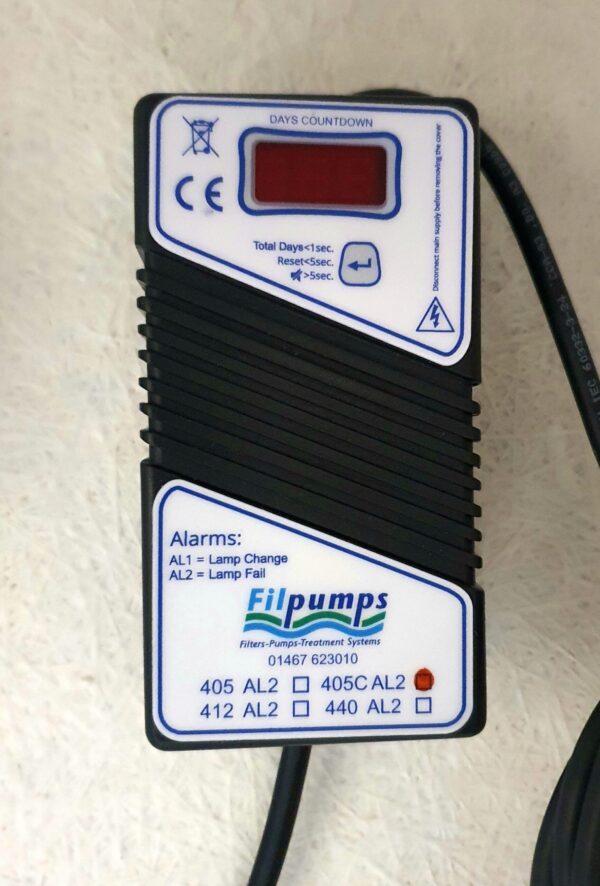 DAYS COUNTDOWN
CE
Total Days<1sec.
Reset<5sec.
>5sec.
Disconnect main supply before removing the cover
Alarms:
AL1 = Lamp Change
AL2 = Lamp Fail
Filpumps
Filters-Pumps-Treatment Systems
01467 623010
405 AL2 405C AL2
412 AL2 440 AL2